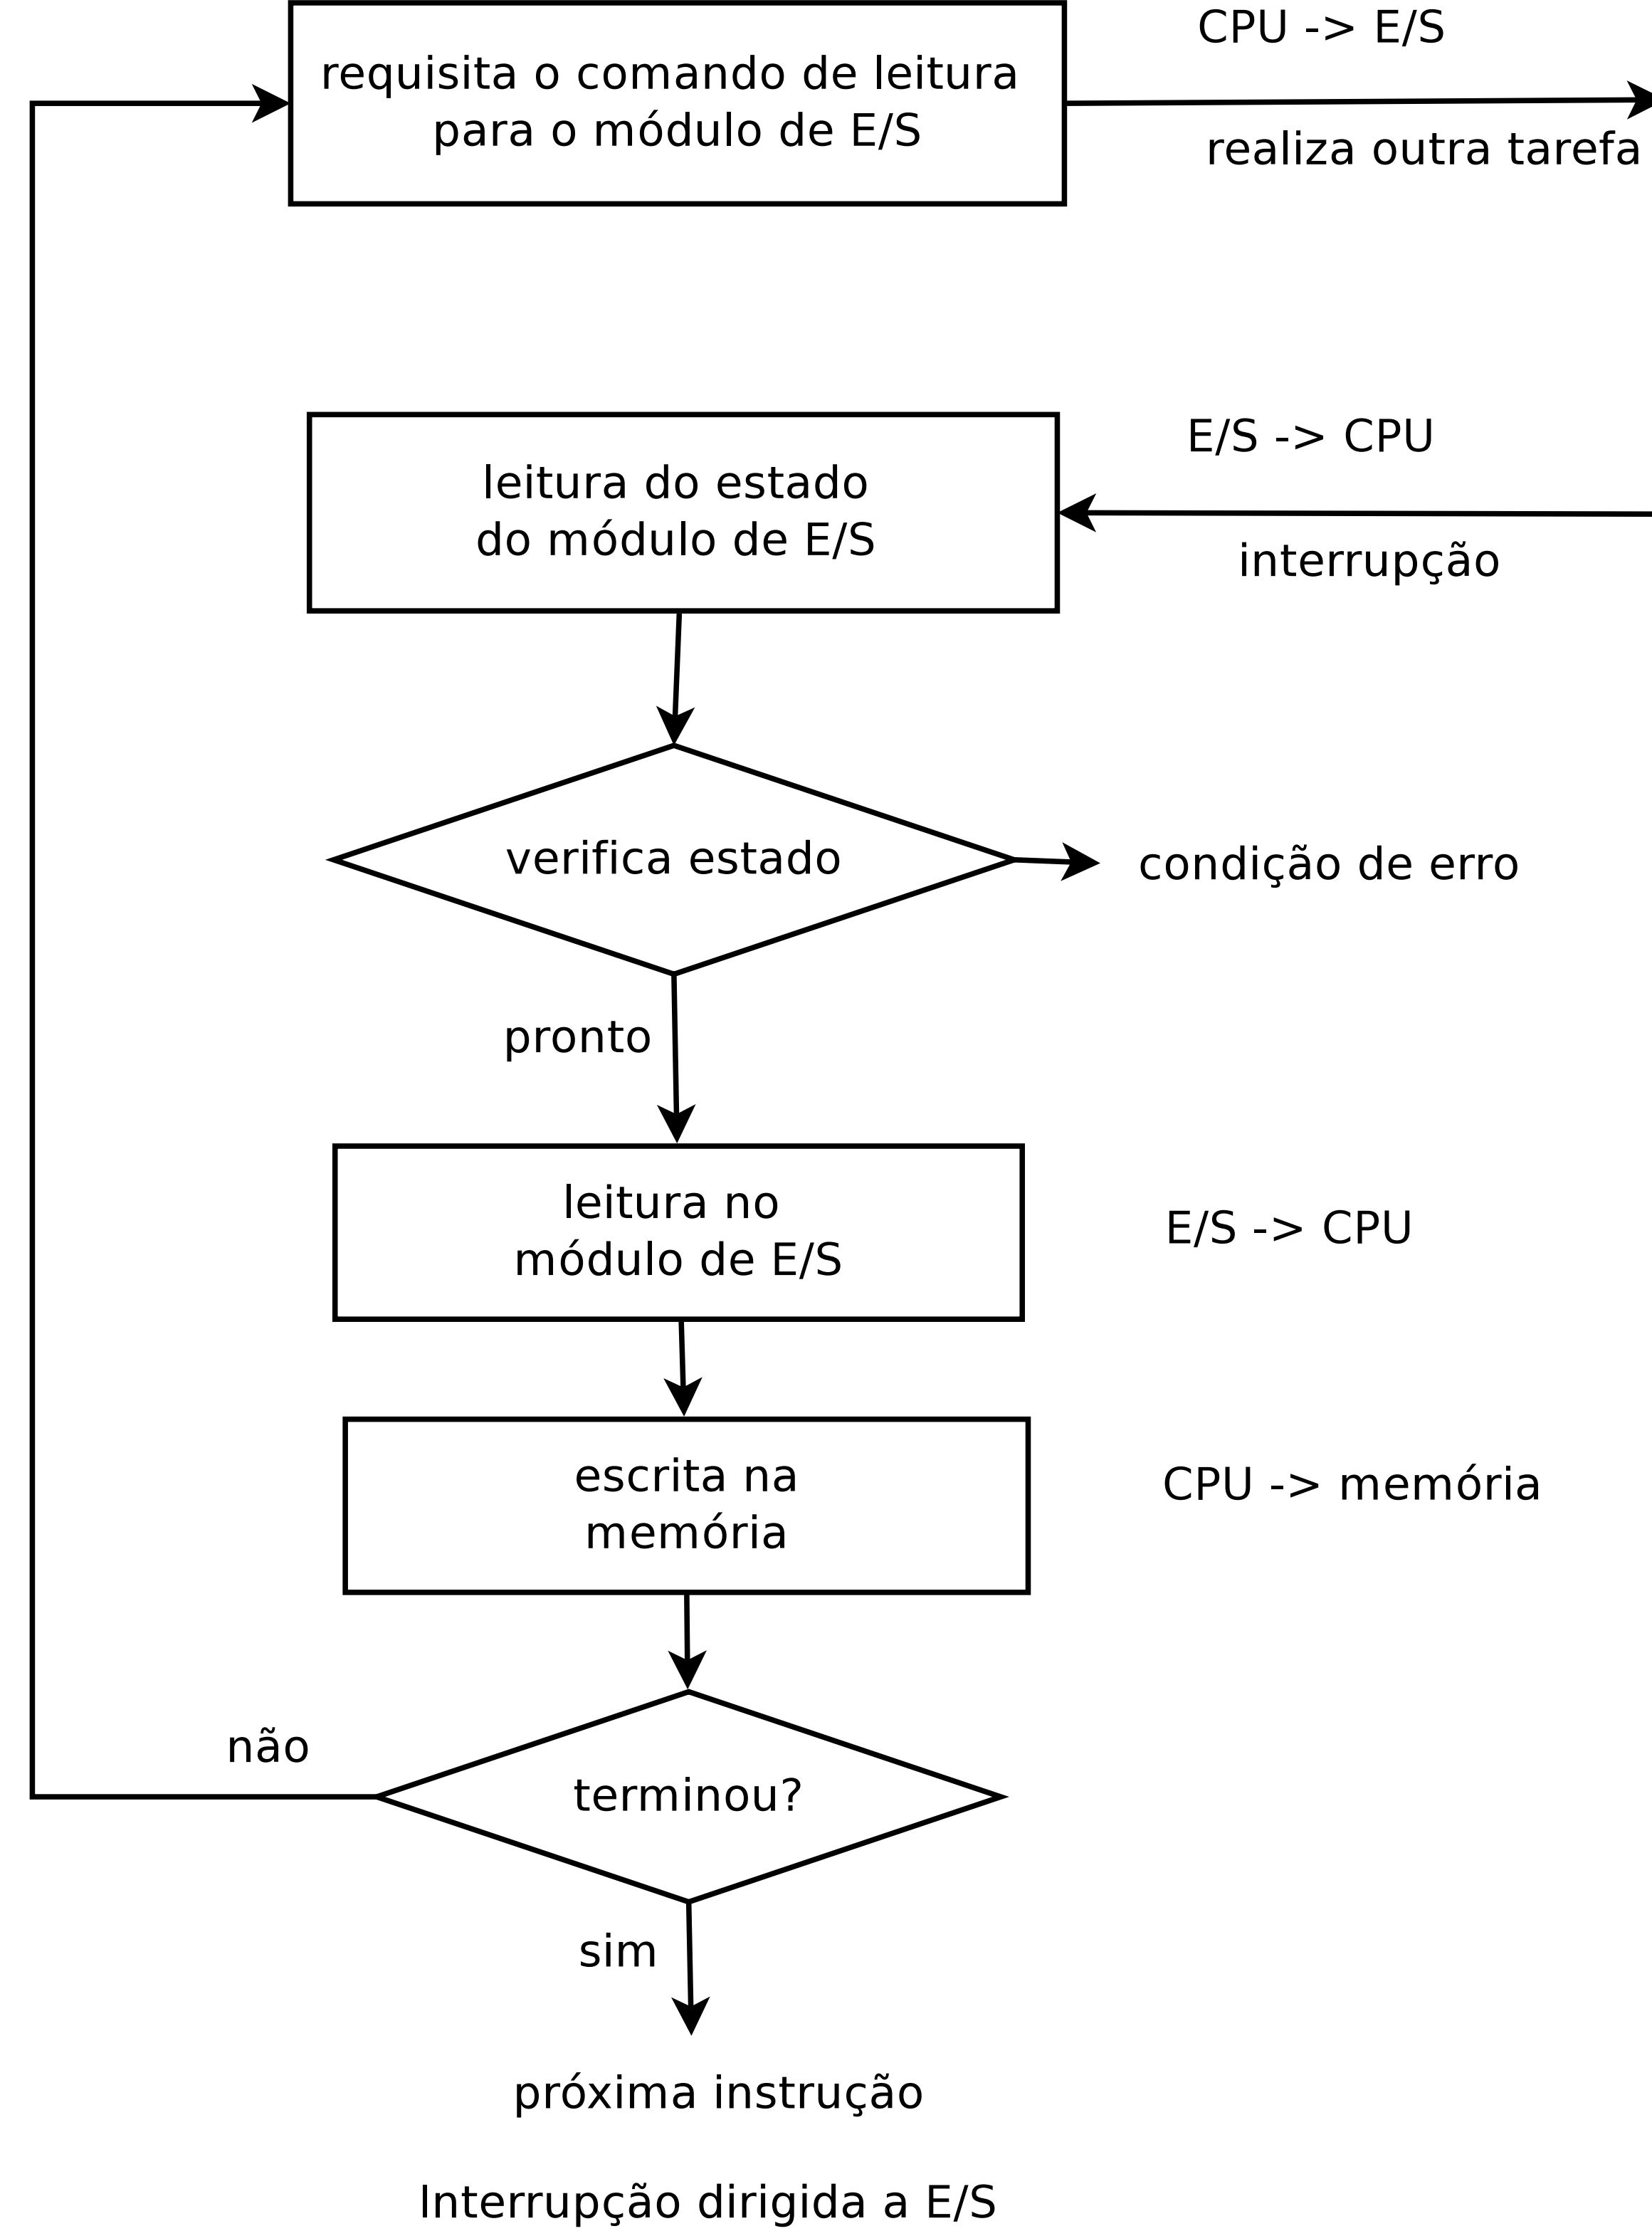 CPU -> E/S
requisita o comando de leitura
para o módulo de E/S
realiza outra tarefa
E/S -> CPU
leitura do estado
do módulo de E/S
interrupção
verifica estado
condição de erro
pronto
leitura no
módulo de E/S
E/S -> CPU
escrita na
memória
CPU -> memória
não
terminou?
sim
próxima instrução
Interrupção dirigida a E/S